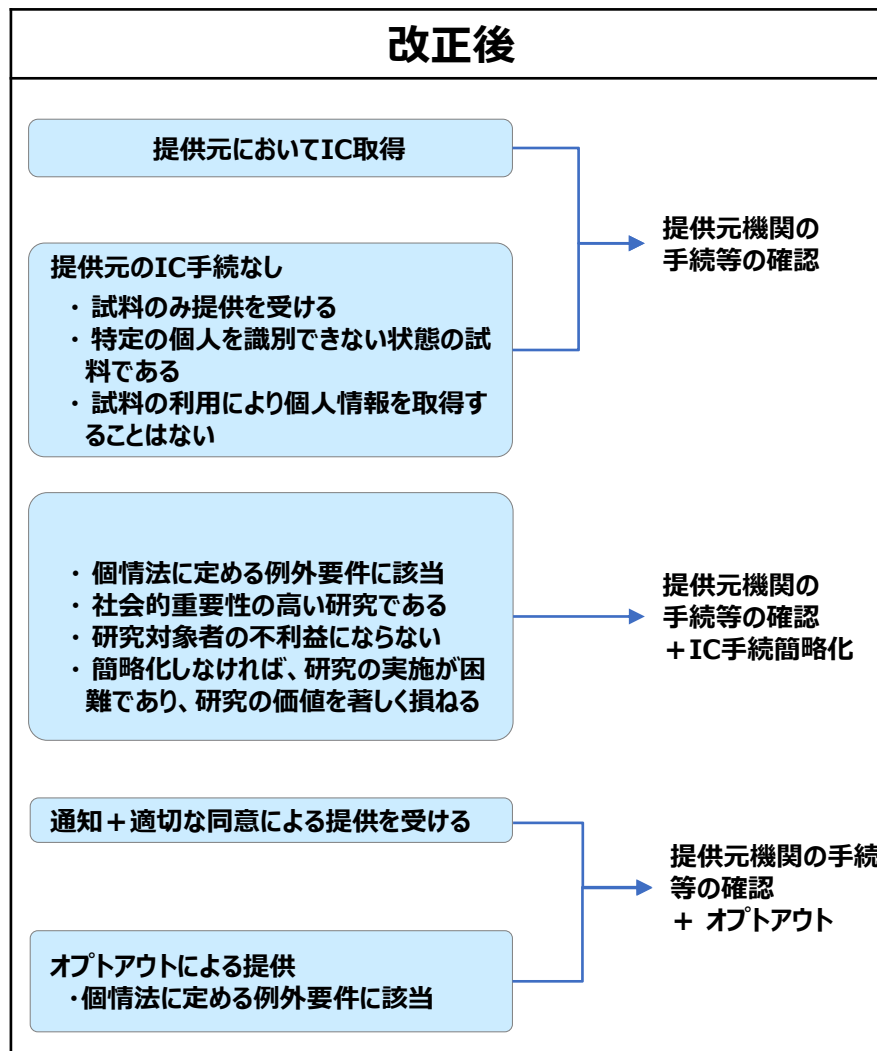 改正後
提供元においてIC取得
提供元機関の
手続等の確認
提供元のIC手続なし
・ 試料のみ提供を受ける
・ 特定の個人を識別できない状態の試
料である
・ 試料の利用により個人情報を取得す
ることはない
・ 個情法に定める例外要件に該当
・ 社会的重要性の高い研究である
・ 研究対象者の不利益にならない
・ 簡略化しなければ、研究の実施が困
難であり、研究の価値を著しく損ねる
提供元機関の
手続等の確認
＋IC手続簡略化
通知＋適切な同意による提供を受ける
提供元機関の手続
等の確認
＋ オプトアウト
オプトアウトによる提供
・個情法に定める例外要件に該当